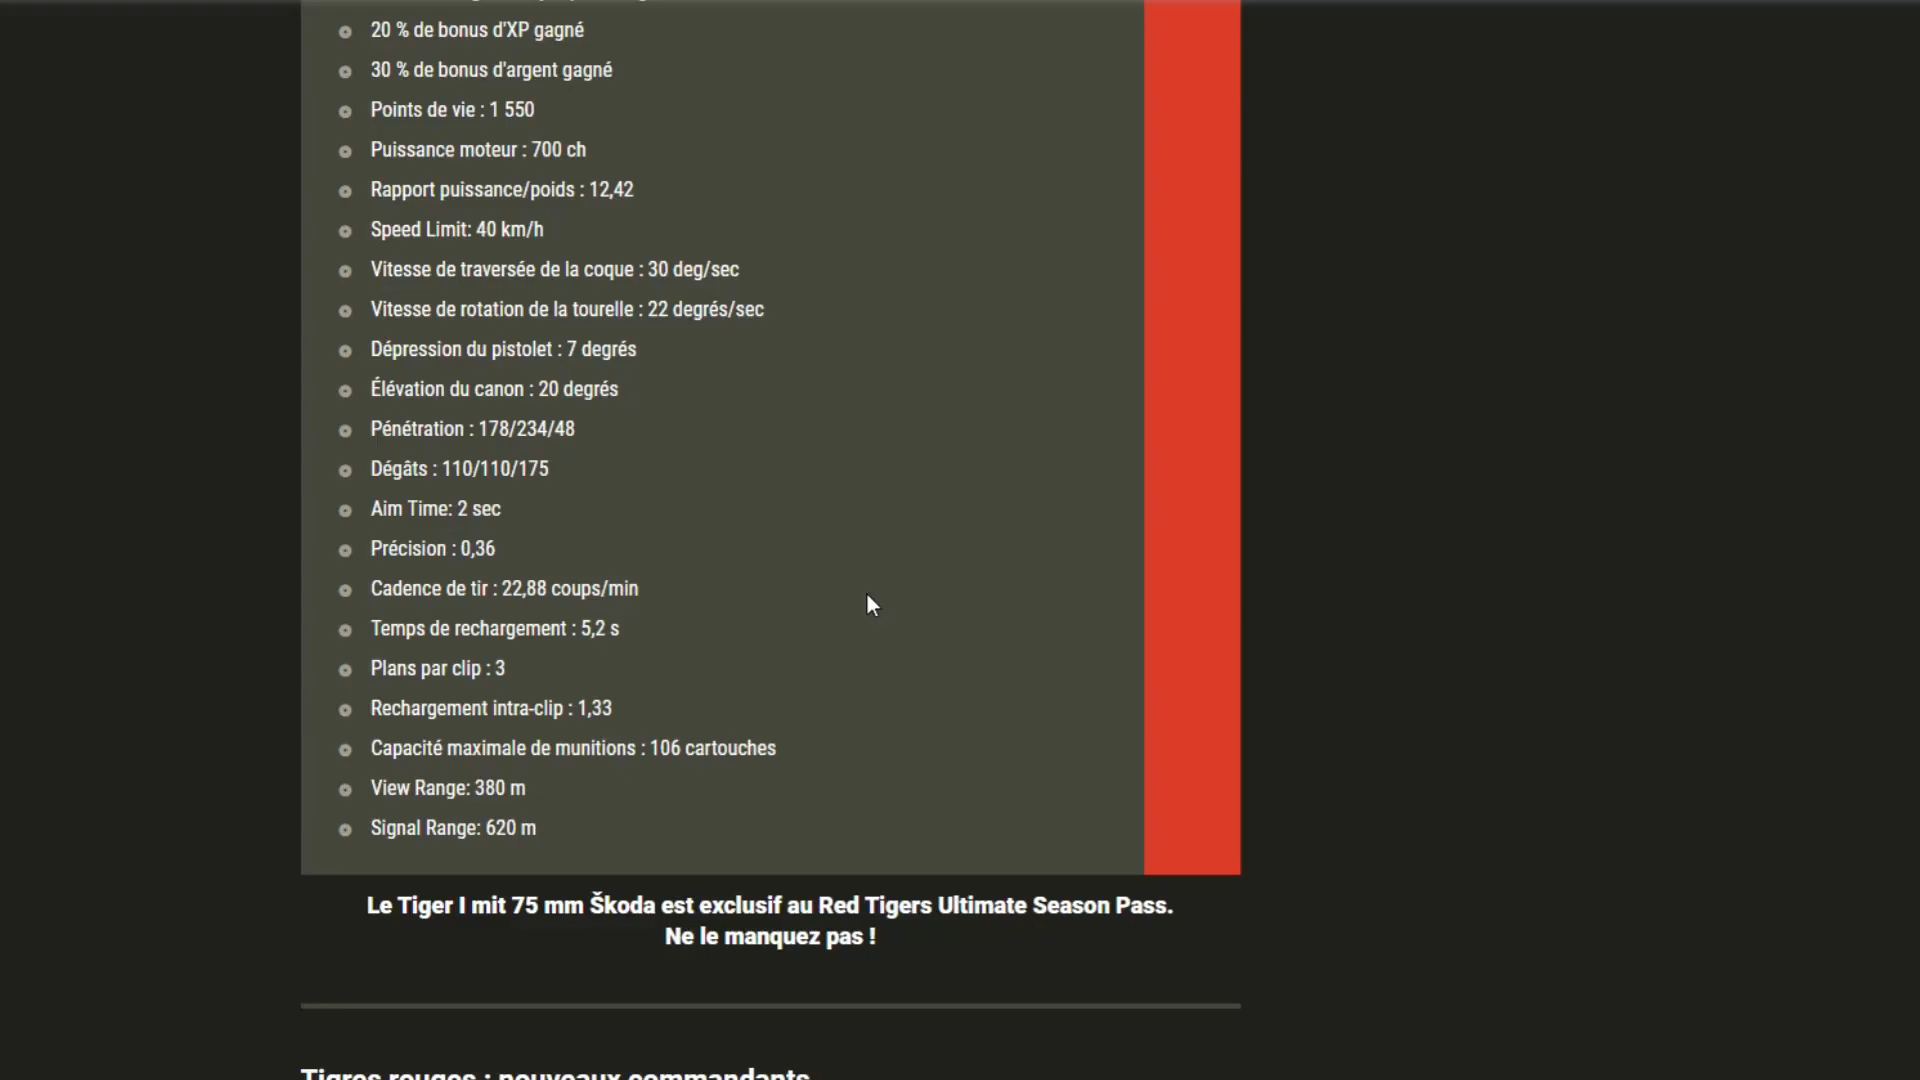 20 % de bonus d'XP gagné
30 % de bonus d'argent gagné
Points de vie : 1 550
Puissance moteur : 700 ch
Rapport puissance/poids : 12,42
Speed Limit: 40 km/h
Vitesse de traversée de la coque : 30 deg/sec
Vitesse de rotation de la tourelle : 22 degrés/sec
Dépression du pistolet : 7 degrés
Élévation du canon : 20 degrés
Pénétration : 178/234/48
Dégâts : 110/110/175
Aim Time: 2 sec
Précision : 0,36
Cadence de tir : 22,88 coups/min
Temps de rechargement : 5,2 s
Plans par clip : 3
Rechargement intra-clip : 1,33
Capacité maximale de munitions : 106 cartouches
View Range: 380 m
Signal Range: 620 m
Le Tiger I mit 75 mm Škoda est exclusif au Red Tigers Ultimate Season Pass.
Ne le manquez pas !
Tigres rouges : nouveaux commandants